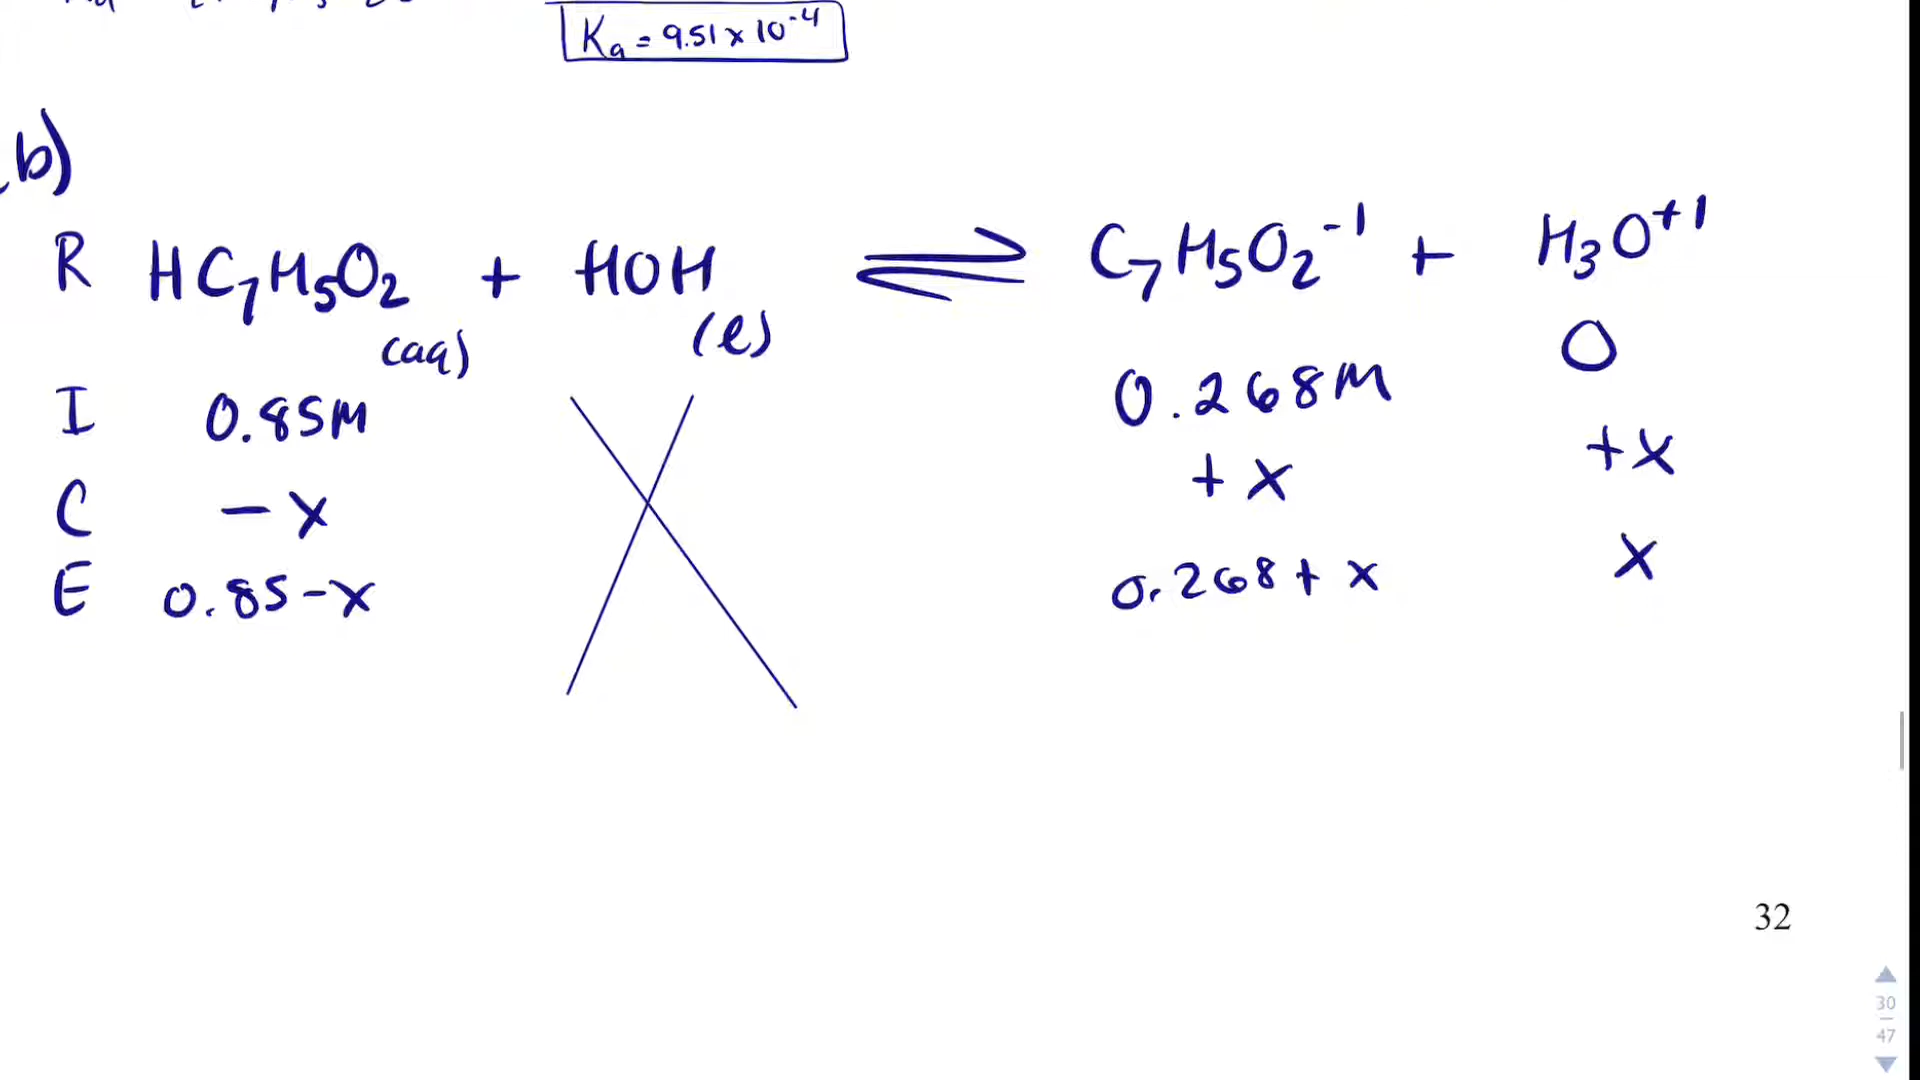 Ka = 9.51 x 10⁻⁴
b)
R HC₇H₅O₂ (aq) + HOH (l) ⇌ C₇H₅O₂⁻¹ + H₃O⁺¹
I 0.85M 0.268M 0
C - x + x +x
E 0.85-x 0.268+ x x
32
30
47